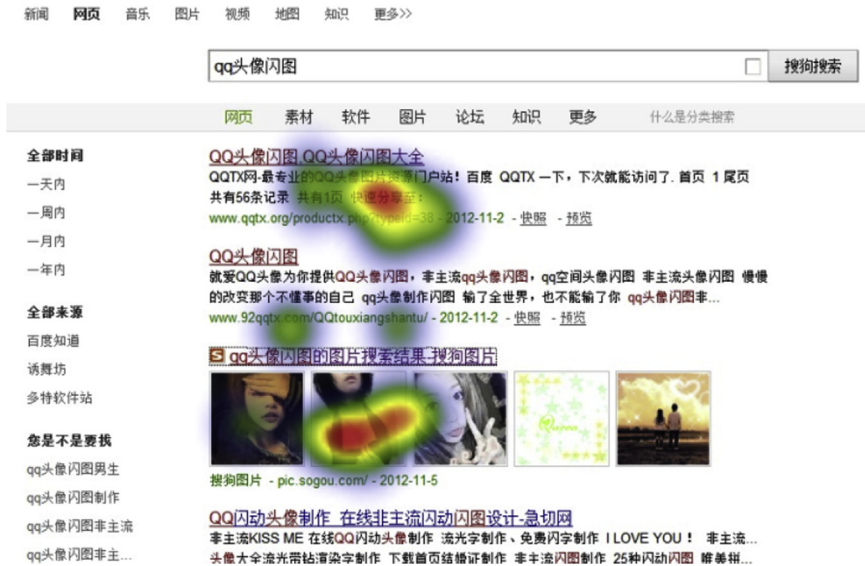 新闻 网页 音乐 图片 视频 地图 知识 更多>>
qq头像闪图 搜狗搜索
网页 素材 软件 图片 论坛 知识 更多 什么是分类搜索
全部时间
一天内
一周内
一月内
一年内
全部来源
百度知道
诱舞坊
多特软件站
您是不是要找
qq头像闪图男生
qq头像闪图制作
qq头像闪图非主流
qq头像闪图非主...
QQ头像闪图,QQ头像闪图大全
QQTX网-最专业的QQ头像图片资源门户站！百度 QQTX 一下，下次就能访问了. 首页 1 尾页
共有56条记录 共有1页 快速分享至：
www.qqtx.org/productx.php?typeid=38 - 2012-11-2 - 快照 - 预览
QQ头像闪图
就爱QQ头像为你提供QQ头像闪图，非主流qq头像闪图，qq空间头像闪图 非主流头像闪图 慢慢
的改变那个不懂事的自己 qq头像制作闪图 输了全世界，也不能输了你 qq头像闪图非...
www.92qqtx.com/QQtouxiangshantu/ - 2012-11-2 - 快照 - 预览
S qq头像闪图的图片搜索结果-搜狗图片
Queen
搜狗图片 - pic.sogou.com/ - 2012-11-5
QQ闪动头像制作_在线非主流闪动闪图设计-急切网
非主流KISS ME 在线QQ闪动头像制作 流光字制作、免费闪字制作 I LOVE YOU！ 非主流...
头像大全流光带钻渲染字制作 下载首页结婚证制作 非主流闪图制作 25种闪动闪图 唯美拼...